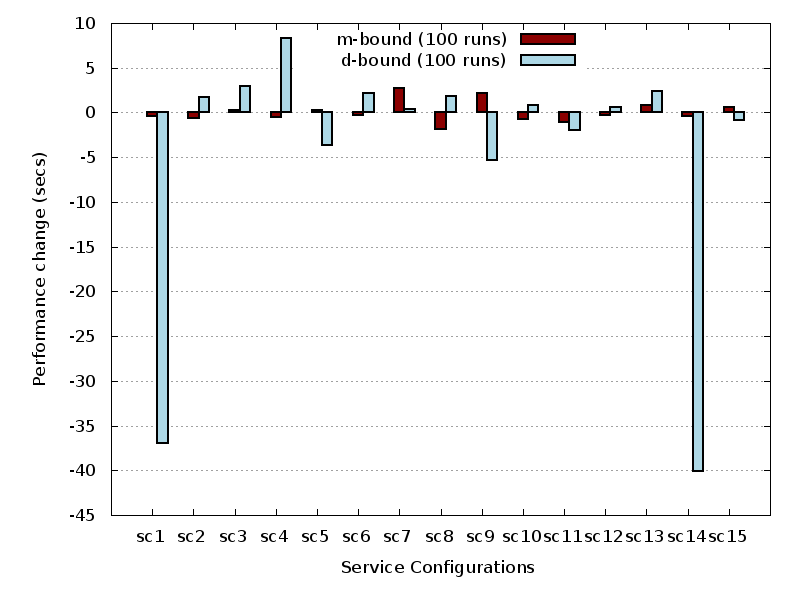 m-bound (100 runs)
d-bound (100 runs)
10
5
0
-5
-10
-15
-20
-25
-30
-35
-40
-45
Performance change (secs)
sc1 sc2 sc3 sc4 sc5 sc6 sc7 sc8 sc9 sc10 sc11 sc12 sc13 sc14 sc15
Service Configurations